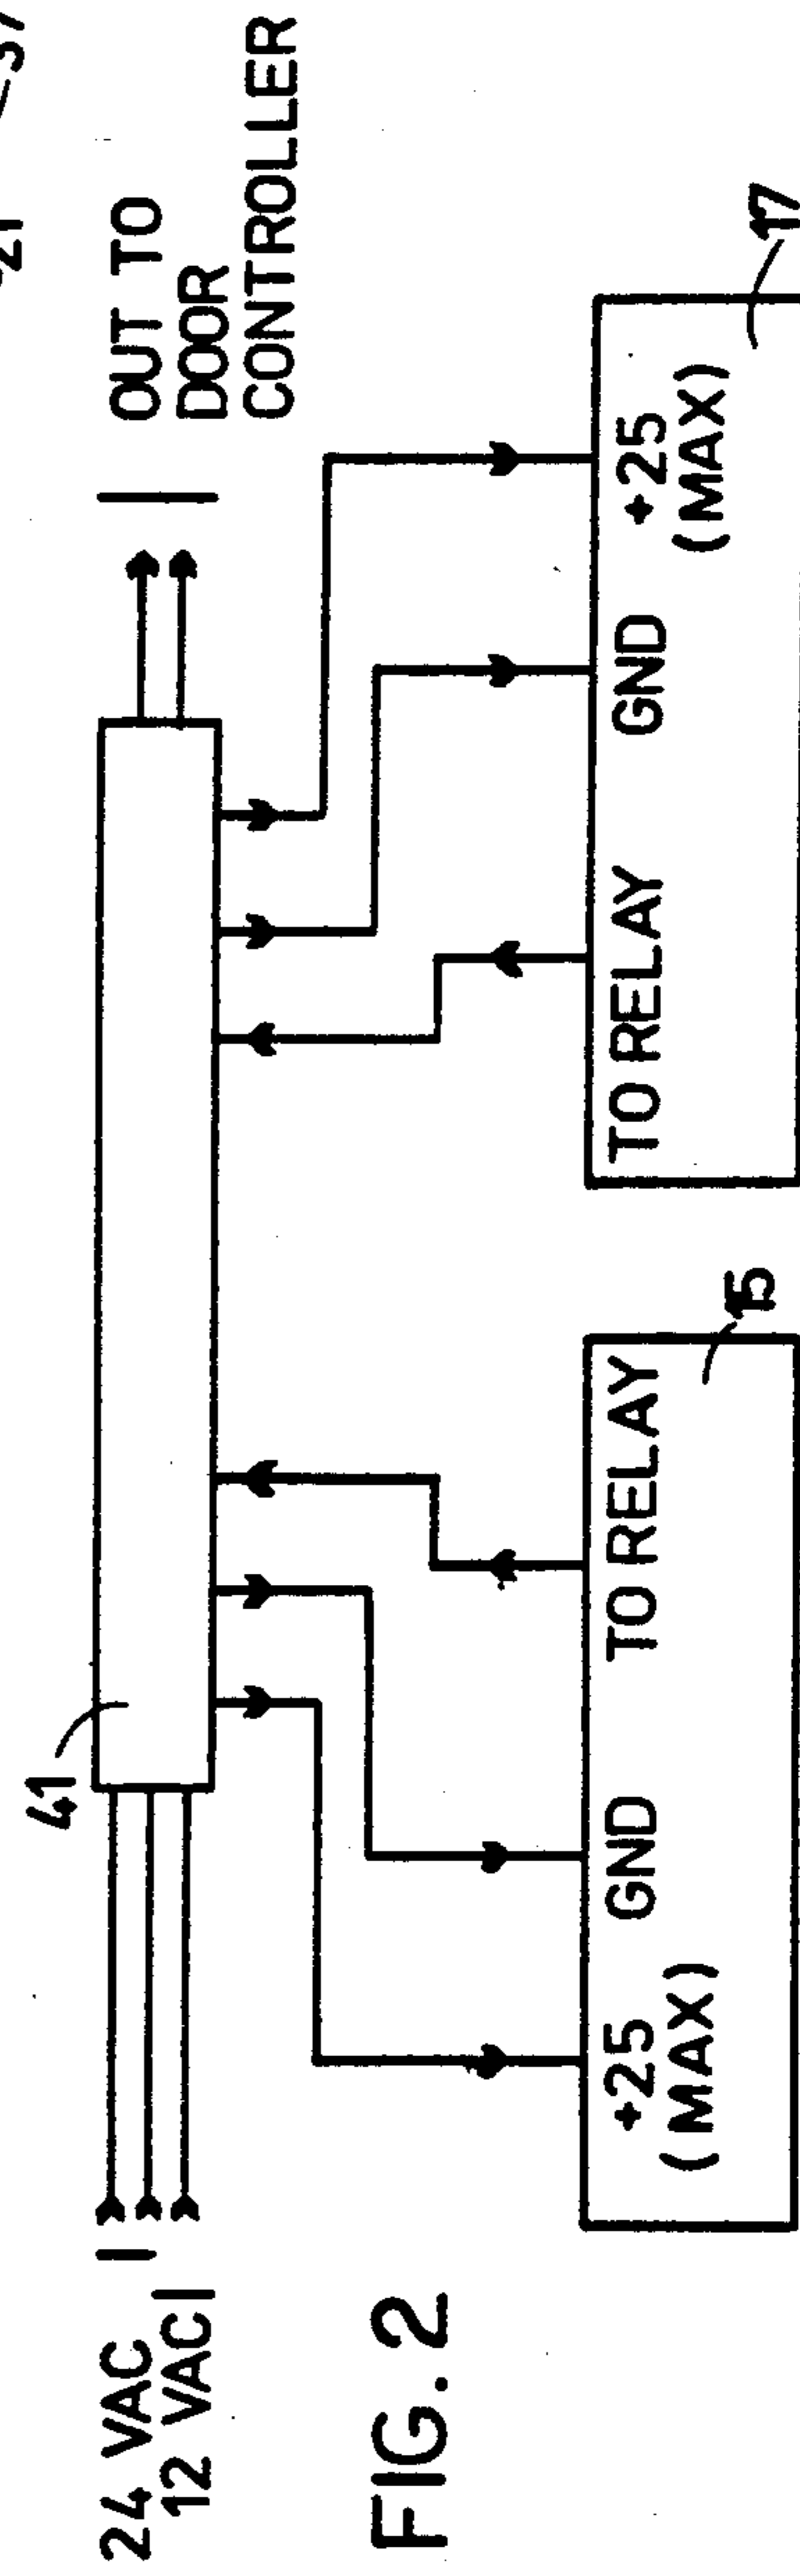 21
37
OUT TO
DOOR
CONTROLLER
41
24 VAC
12 VAC
+25
(MAX)
GND
TO RELAY
15
TO RELAY
GND
+25
(MAX)
17
FIG. 2